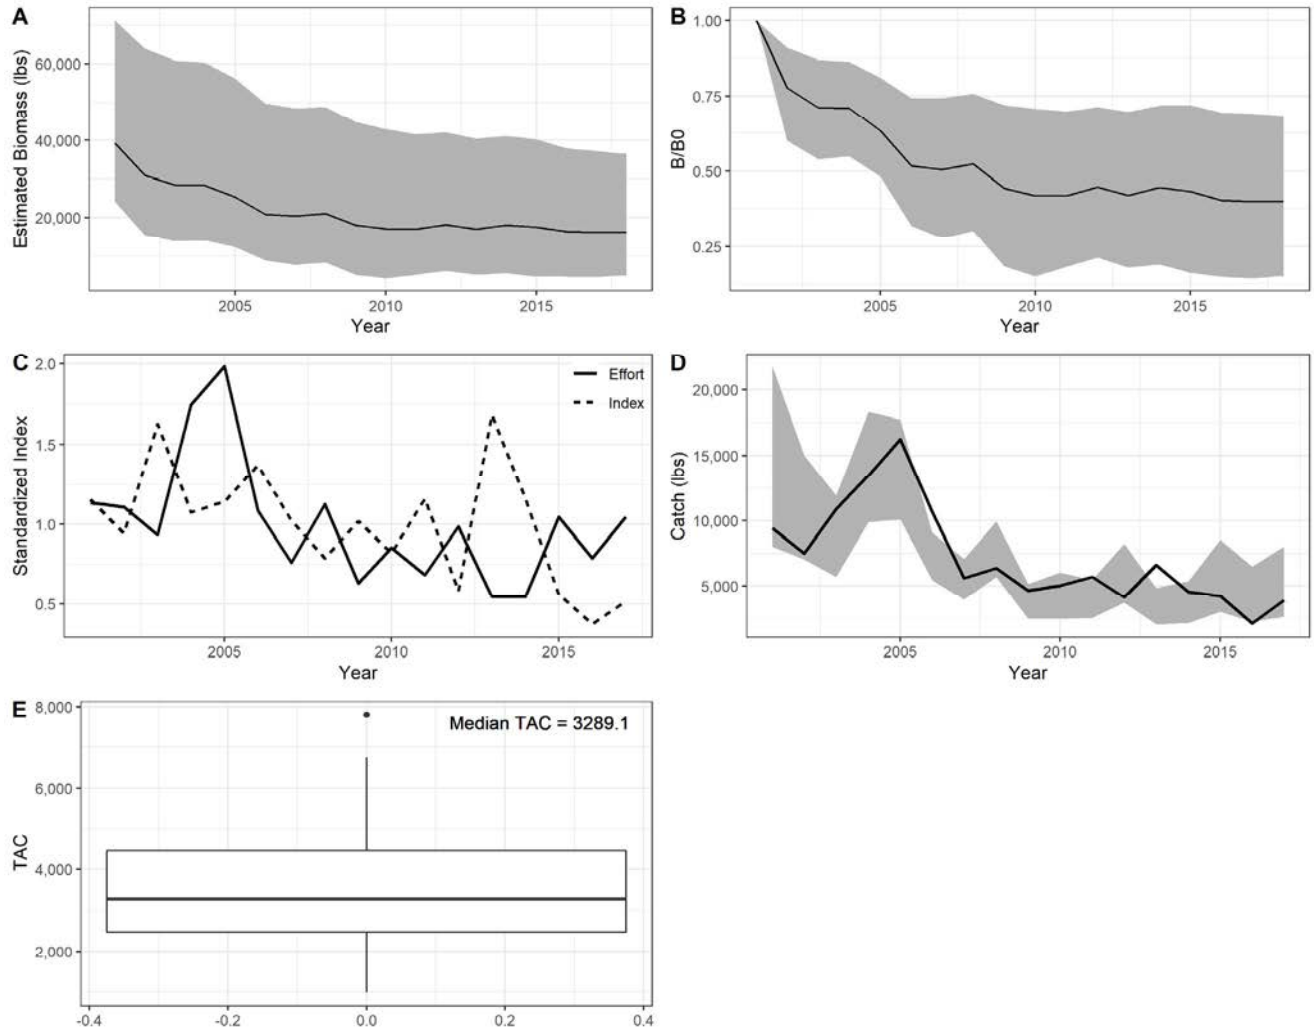 A
Estimated Biomass (lbs)
60,000
40,000
20,000
2005
2010
2015
Year
B
B/B0
1.00
0.75
0.50
0.25
2005
2010
2015
Year
C
Standardized Index
2.0
1.5
1.0
0.5
Effort
Index
2005
2010
2015
Year
D
Catch (lbs)
20,000
15,000
10,000
5,000
2005
2010
2015
Year
E
TAC
8,000
6,000
4,000
2,000
Median TAC = 3289.1
-0.4
-0.2
0.0
0.2
0.4